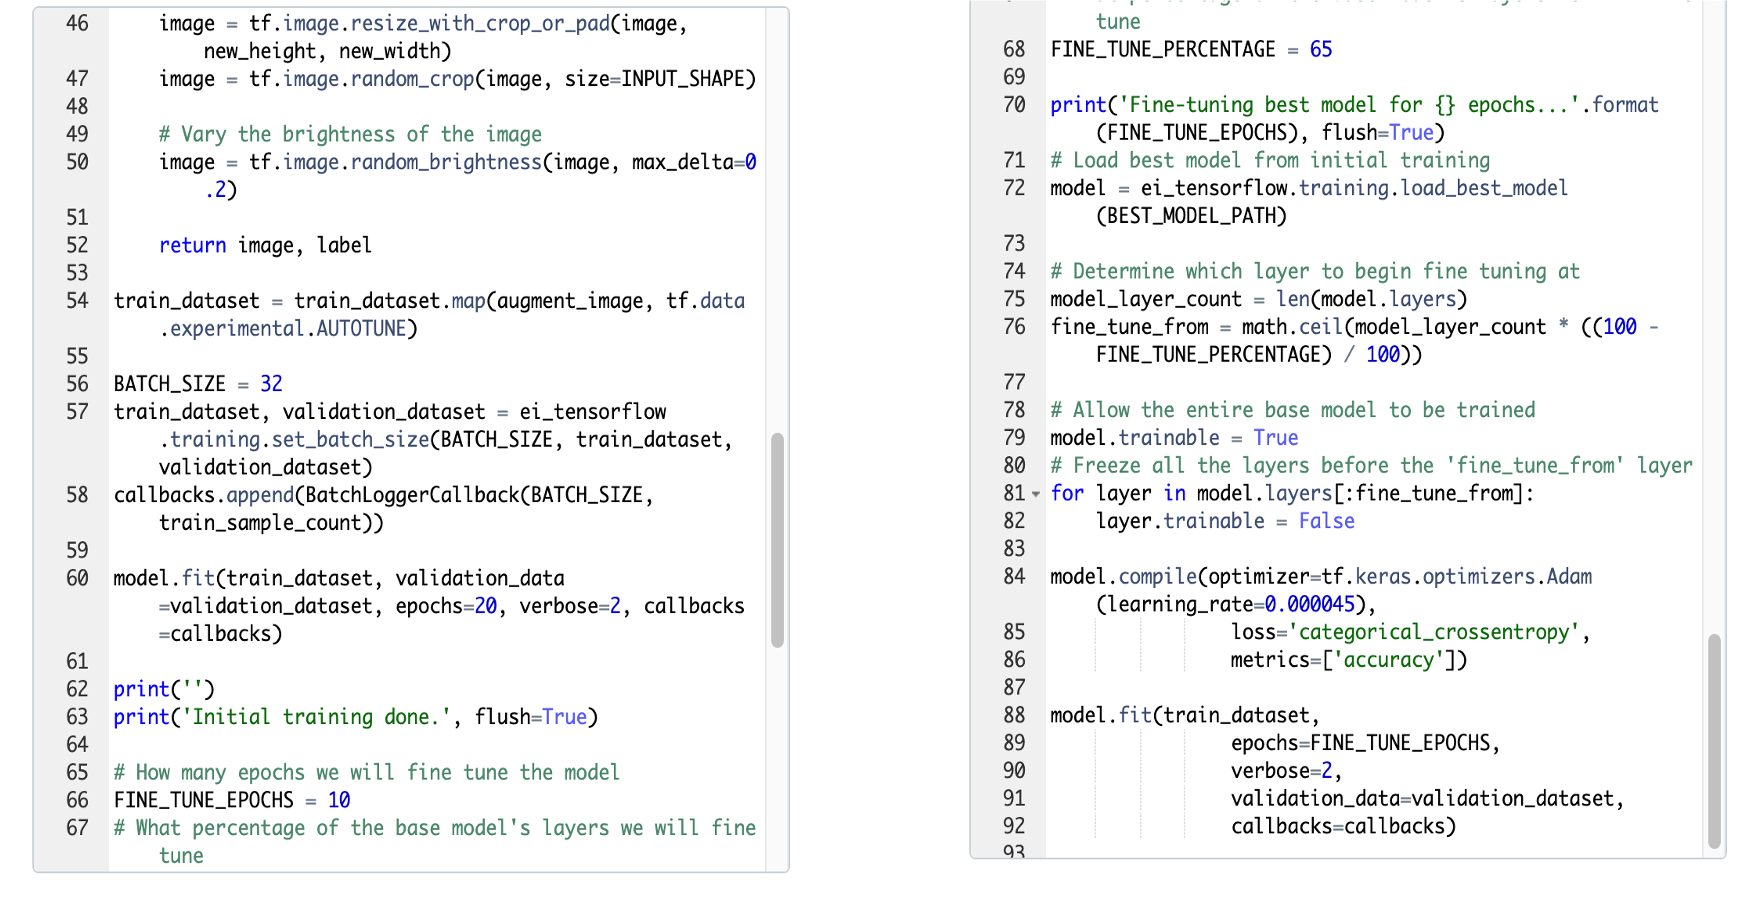 46 image = tf.image.resize_with_crop_or_pad(image,
new_height, new_width)
47 image = tf.image.random_crop(image, size=INPUT_SHAPE)
48
49 # Vary the brightness of the image
50 image = tf.image.random_brightness(image, max_delta=0
.2)
51
52 return image, label
53
54 train_dataset = train_dataset.map(augment_image, tf.data
.experimental.AUTOTUNE)
55
56 BATCH_SIZE = 32
57 train_dataset, validation_dataset = ei_tensorflow
.training.set_batch_size(BATCH_SIZE, train_dataset,
validation_dataset)
58 callbacks.append(BatchLoggerCallback(BATCH_SIZE,
train_sample_count))
59
60 model.fit(train_dataset, validation_data
=validation_dataset, epochs=20, verbose=2, callbacks
=callbacks)
61
62 print('')
63 print('Initial training done.', flush=True)
64
65 # How many epochs we will fine tune the model
66 FINE_TUNE_EPOCHS = 10
67 # What percentage of the base model's layers we will fine
tune
tune
68 FINE_TUNE_PERCENTAGE = 65
69
70 print('Fine-tuning best model for {} epochs...'.format
(FINE_TUNE_EPOCHS), flush=True)
71 # Load best model from initial training
72 model = ei_tensorflow.training.load_best_model
(BEST_MODEL_PATH)
73
74 # Determine which layer to begin fine tuning at
75 model_layer_count = len(model.layers)
76 fine_tune_from = math.ceil(model_layer_count * ((100 -
FINE_TUNE_PERCENTAGE) / 100))
77
78 # Allow the entire base model to be trained
79 model.trainable = True
80 # Freeze all the layers before the 'fine_tune_from' layer
81 for layer in model.layers[:fine_tune_from]:
82 layer.trainable = False
83
84 model.compile(optimizer=tf.keras.optimizers.Adam
(learning_rate=0.000045),
85 loss='categorical_crossentropy',
86 metrics=['accuracy'])
87
88 model.fit(train_dataset,
89 epochs=FINE_TUNE_EPOCHS,
90 verbose=2,
91 validation_data=validation_dataset,
92 callbacks=callbacks)
93